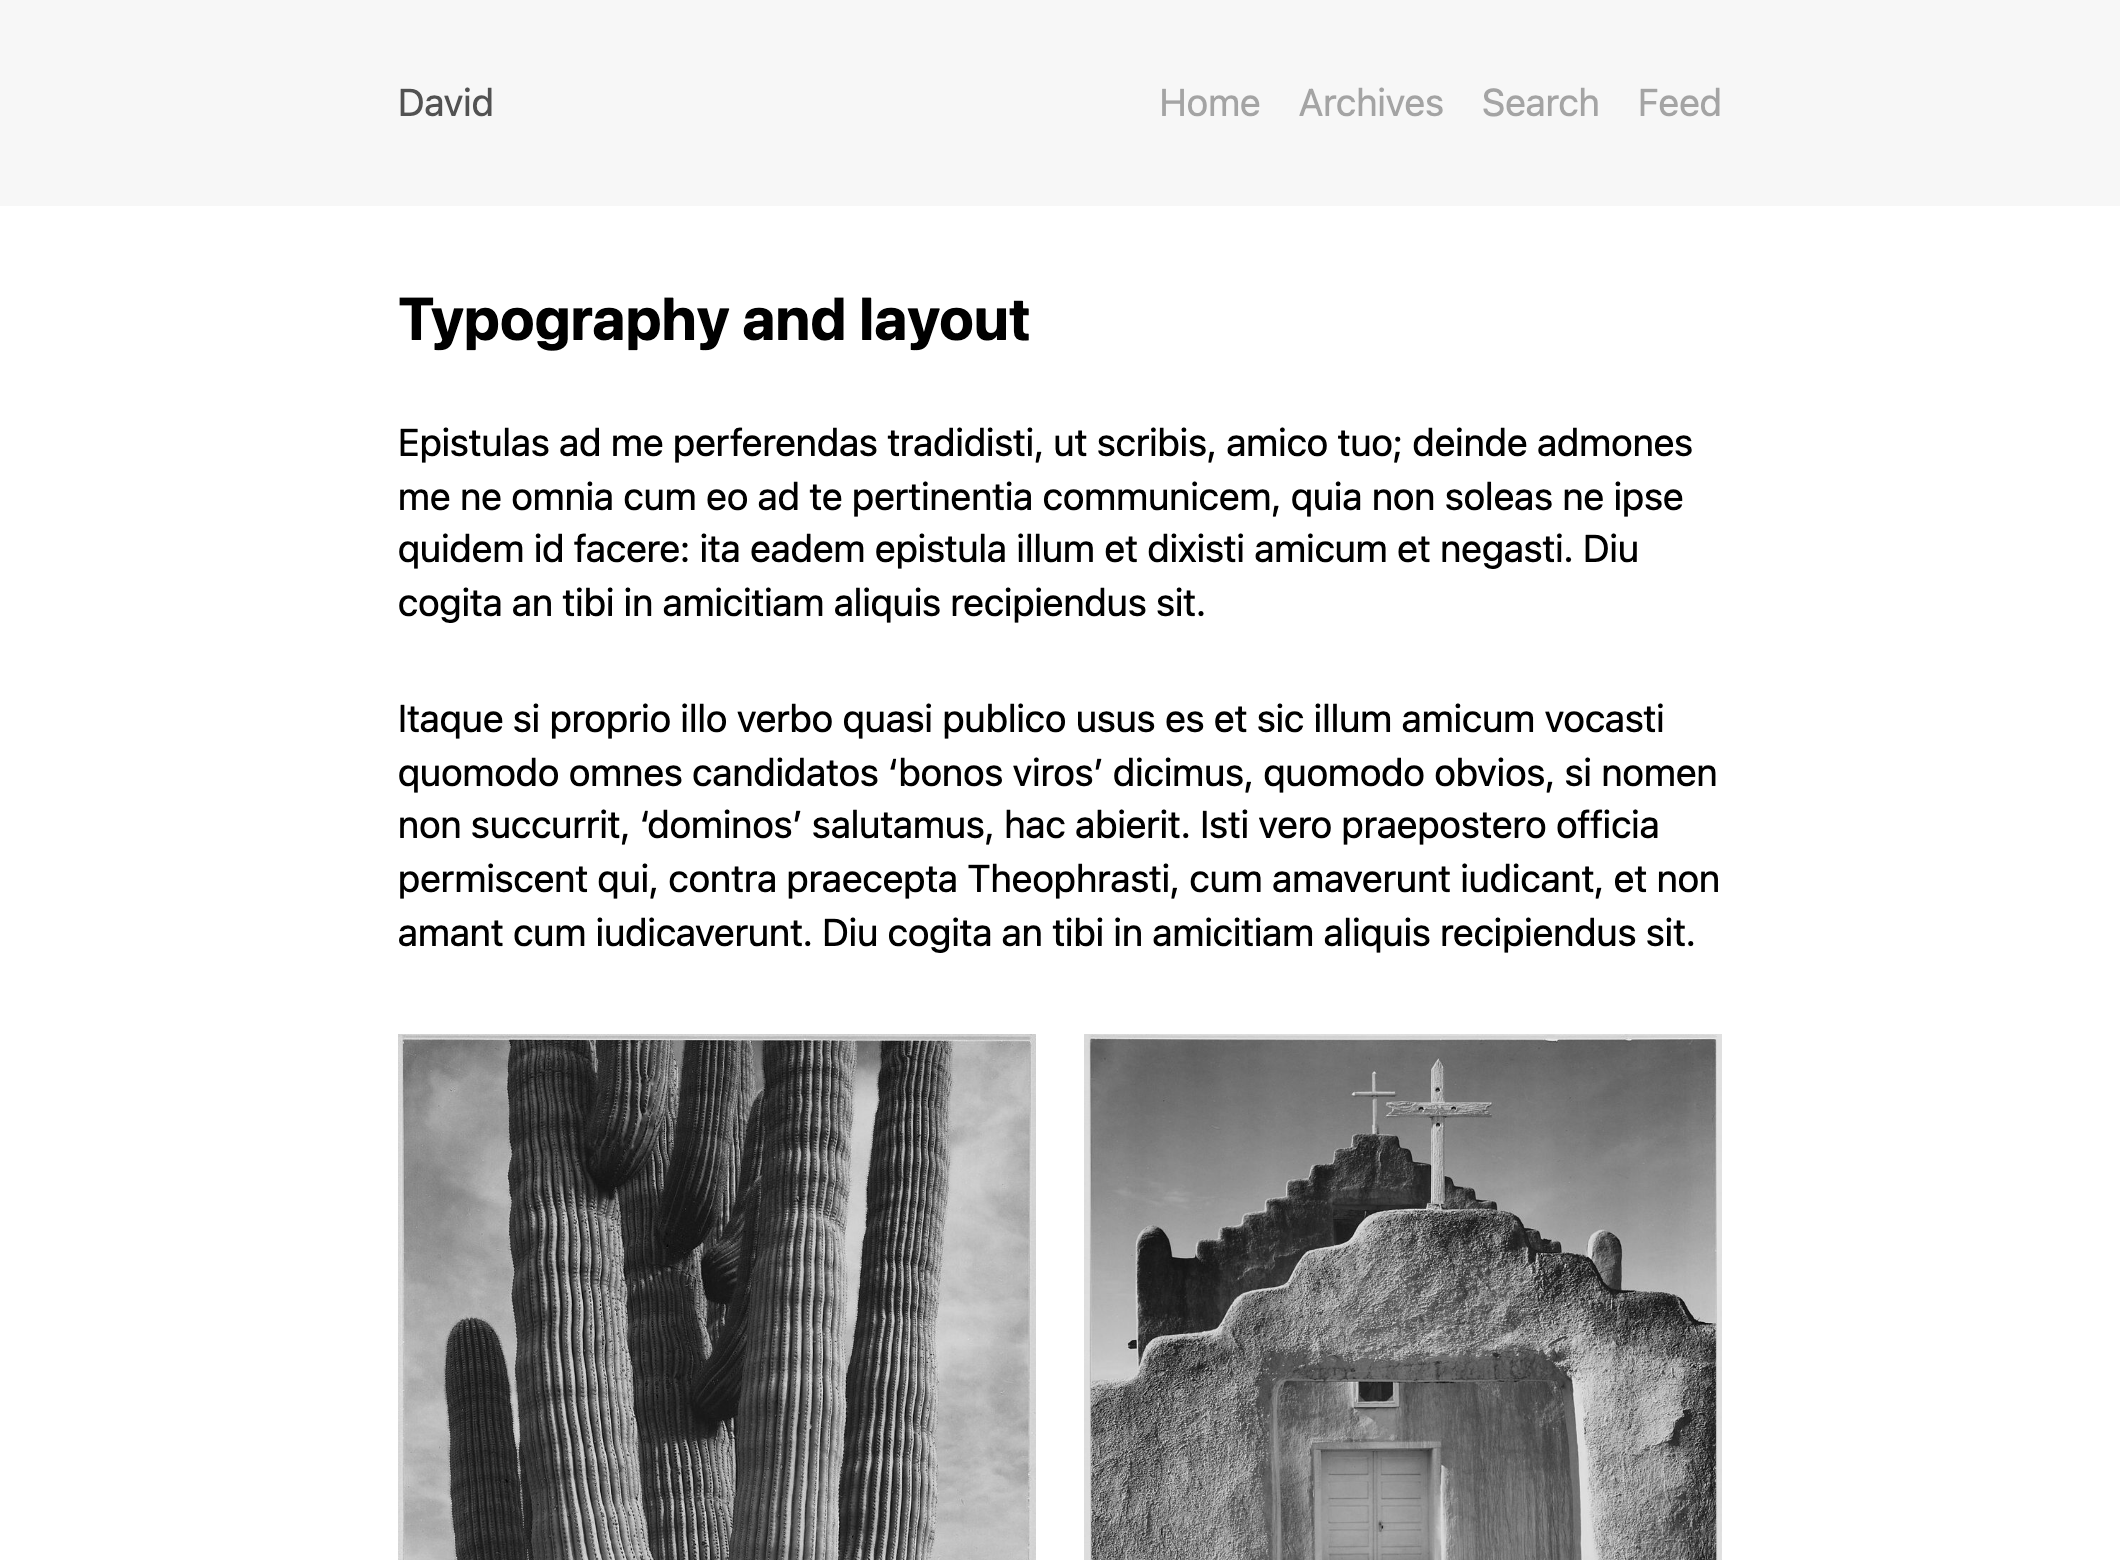 David
Home Archives Search Feed
Typography and layout
Epistulas ad me perferendas tradidisti, ut scribis, amico tuo; deinde admones
me ne omnia cum eo ad te pertinentia communicem, quia non soleas ne ipse
quidem id facere: ita eadem epistula illum et dixisti amicum et negasti. Diu
cogita an tibi in amicitiam aliquis recipiendus sit.
Itaque si proprio illo verbo quasi publico usus es et sic illum amicum vocasti
quomodo omnes candidatos ‘bonos viros’ dicimus, quomodo obvios, si nomen
non succurrit, ‘dominos’ salutamus, hac abierit. Isti vero praepostero officia
permiscent qui, contra praecepta Theophrasti, cum amaverunt iudicant, et non
amant cum iudicaverunt. Diu cogita an tibi in amicitiam aliquis recipiendus sit.